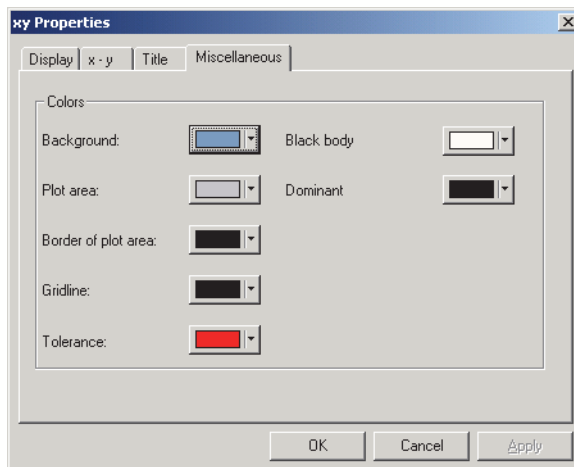 xy Properties
Display x - y Title Miscellaneous
Colors
Background: Black body
Plot area: Dominant
Border of plot area:
Gridline:
Tolerance:
OK Cancel Apply